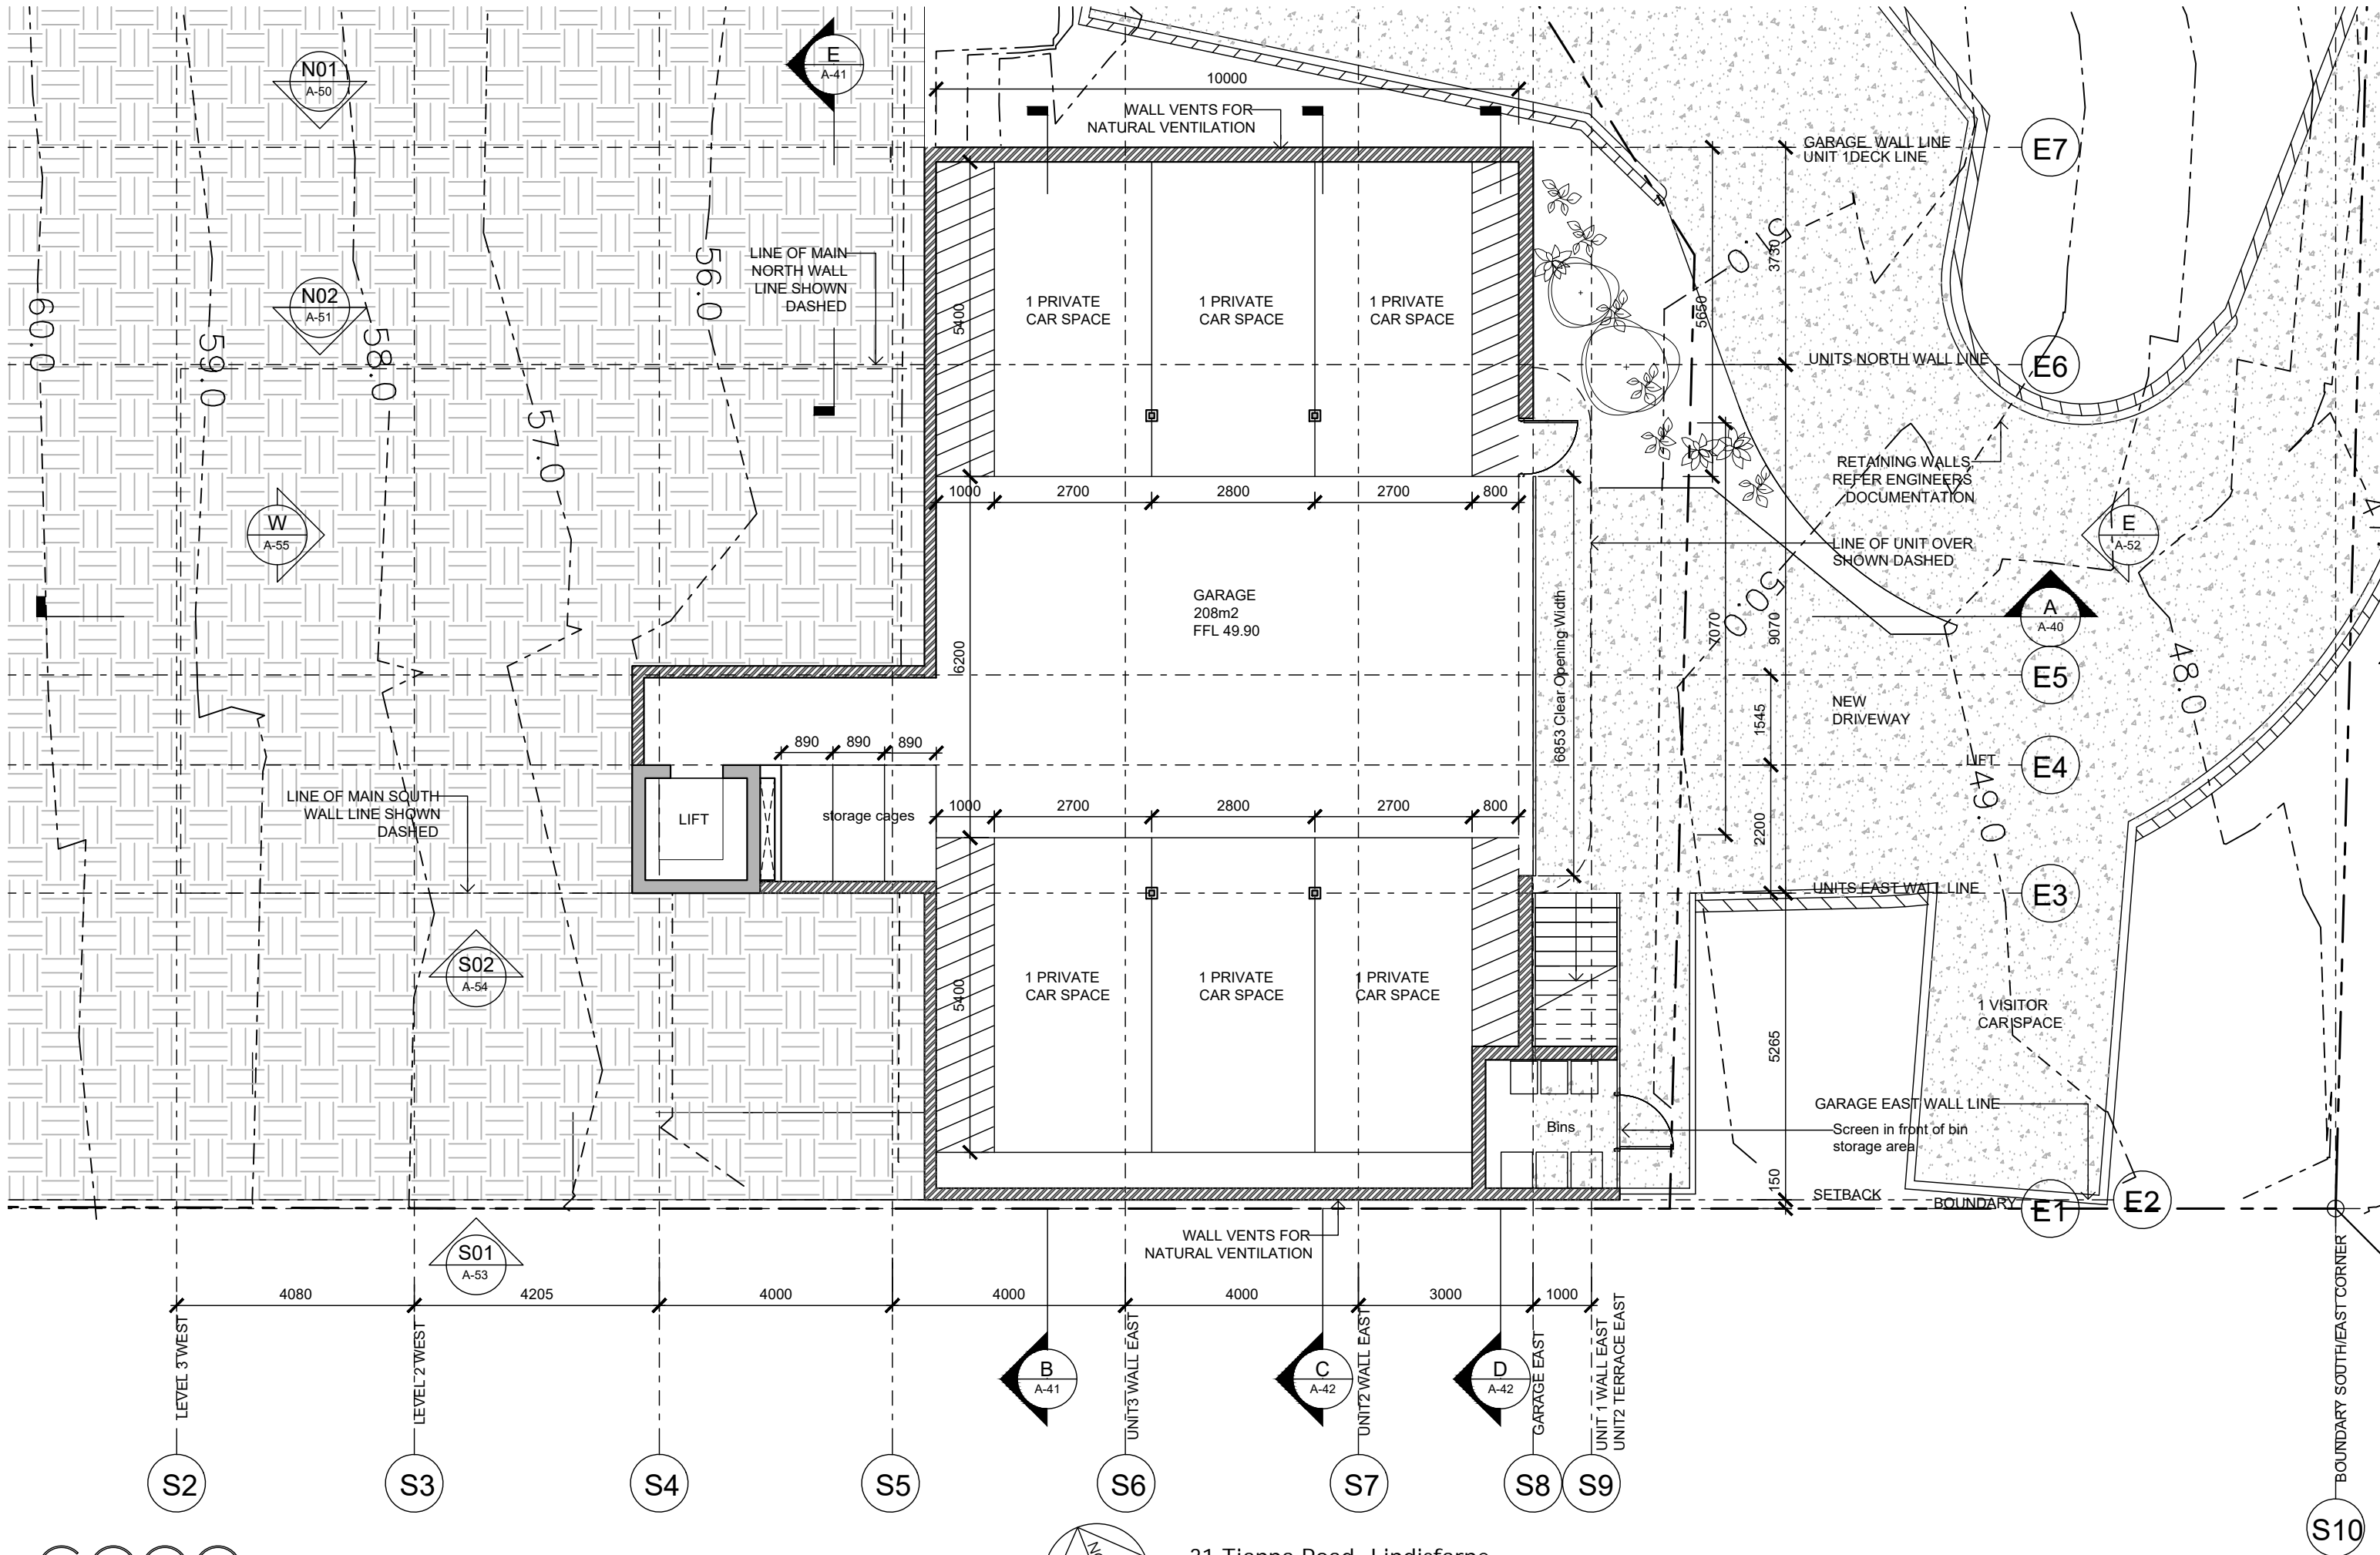 N01
A-50
E
A-41
10000
WALL VENTS FOR
NATURAL VENTILATION
GARAGE WALL LINE
UNIT 1DECK LINE
E7
N02
A-51
LINE OF MAIN
NORTH WALL
LINE SHOWN
DASHED
60.0
59.0
58.0
57.0
56.0
5400
1 PRIVATE
CAR SPACE
1 PRIVATE
CAR SPACE
1 PRIVATE
CAR SPACE
5650
3730
UNITS NORTH WALL LINE
E6
RETAINING WALLS
REFER ENGINEERS
DOCUMENTATION
1000
2700
2800
2700
800
W
A-55
E
A-52
LINE OF UNIT OVER
SHOWN DASHED
50.0
GARAGE
208m2
FFL 49.90
6853 Clear Opening Width
6200
7070
9070
A
A-40
E5
48.0
NEW
DRIVEWAY
1545
890
890
890
LIFT
E4
49.0
LINE OF MAIN SOUTH
WALL LINE SHOWN
DASHED
LIFT
storage cages
1000
2700
2800
2700
800
2200
UNITS EAST WALL LINE
E3
S02
A-54
5400
1 PRIVATE
CAR SPACE
1 PRIVATE
CAR SPACE
1 PRIVATE
CAR SPACE
1 VISITOR
CAR SPACE
5265
GARAGE EAST WALL LINE
Bins
Screen in front of bin
storage area
150
SETBACK
BOUNDARY
E1
E2
S01
A-53
WALL VENTS FOR
NATURAL VENTILATION
4080
4205
4000
4000
4000
3000
1000
LEVEL 3 WEST
LEVEL 2 WEST
B
A-41
UNIT3 WALL EAST
C
A-42
UNIT2 WALL EAST
D
A-42
GARAGE EAST
UNIT 1 WALL EAST
UNIT2 TERRACE EAST
BOUNDARY SOUTH/EAST CORNER
S2
S3
S4
S5
S6
S7
S8
S9
S10